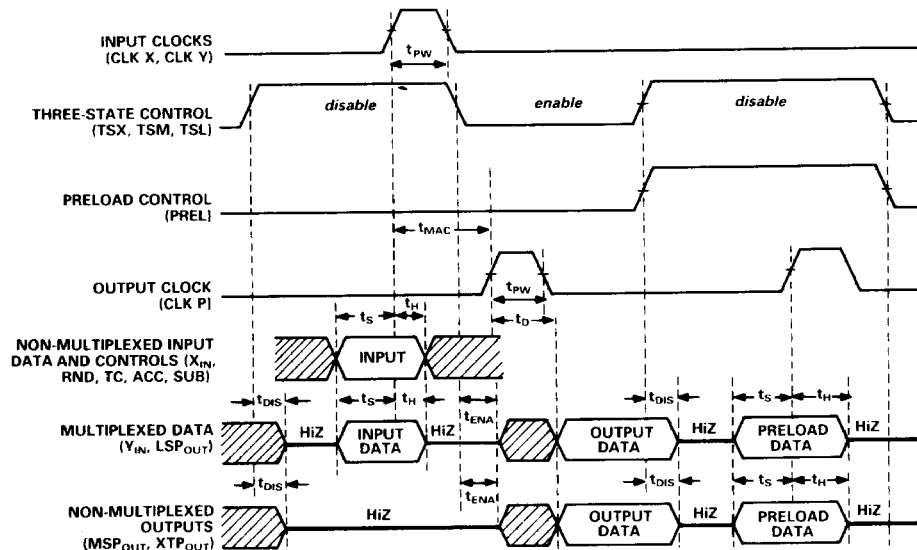 INPUT CLOCKS
(CLK X, CLK Y)
tPW
THREE-STATE CONTROL
(TSX, TSM, TSL)
disable
enable
disable
PRELOAD CONTROL
(PREL)
tMAC
OUTPUT CLOCK
(CLK P)
tPW
tS
tH
tD
NON-MULTIPLEXED INPUT
DATA AND CONTROLS (XIN,
RND, TC, ACC, SUB)
INPUT
tDIS
tS
tH
tENA
tDIS
tS
tH
MULTIPLEXED DATA
(YIN, LSPOUT)
HiZ
INPUT
DATA
HiZ
OUTPUT
DATA
HiZ
PRELOAD
DATA
HiZ
tDIS
tENA
tDIS
tS
tH
NON-MULTIPLEXED
OUTPUTS
(MSPOUT, XTPOUT)
HiZ
OUTPUT
DATA
HiZ
PRELOAD
DATA
HiZ